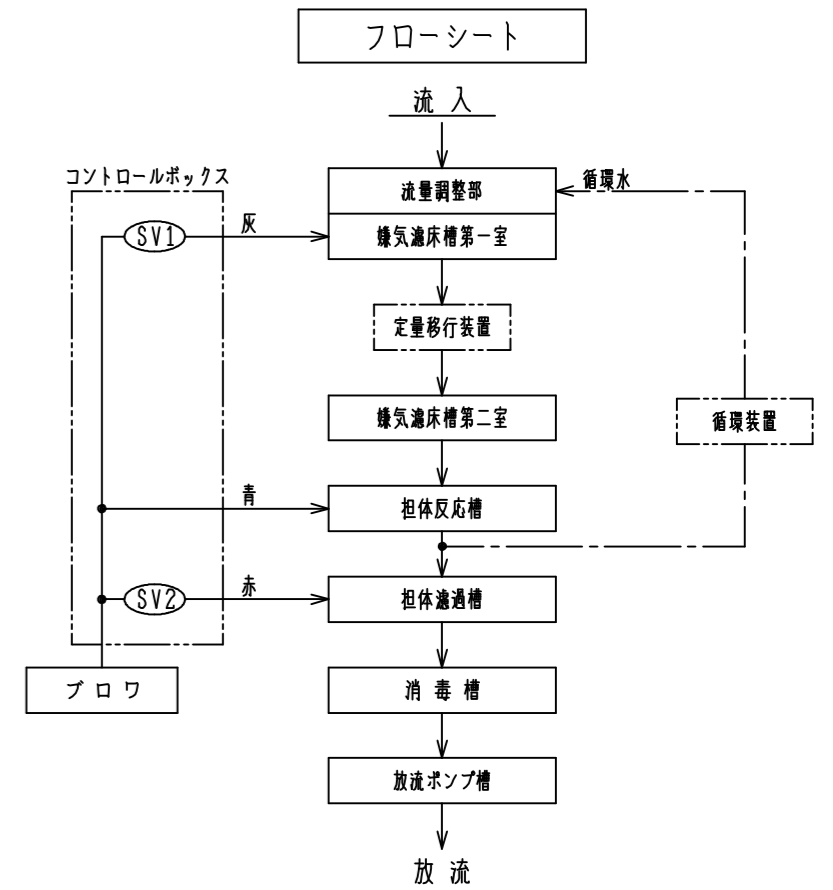 フローシート
流入
コントロールボックス
流量調整部
循環水
SV1
灰
嫌気濾床槽第一室
定量移行装置
嫌気濾床槽第二室
循環装置
青
担体反応槽
SV2
赤
担体濾過槽
ブロワ
消毒槽
放流ポンプ槽
放流